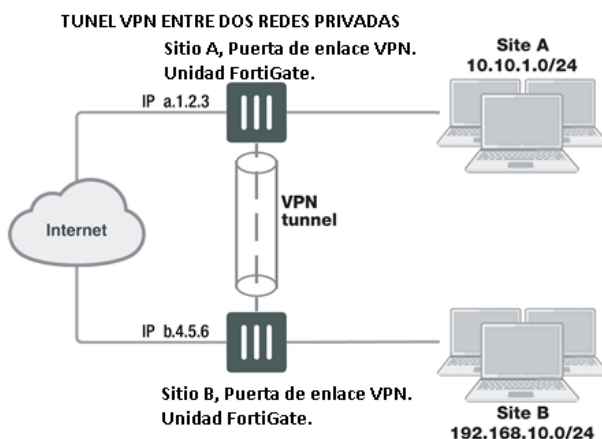 TUNEL VPN ENTRE DOS REDES PRIVADAS
Sitio A, Puerta de enlace VPN.
Unidad FortiGate.
Site A
10.10.1.0/24
IP a.1.2.3
VPN
tunnel
Internet
IP b.4.5.6
Sitio B, Puerta de enlace VPN.
Unidad FortiGate.
Site B
192.168.10.0/24